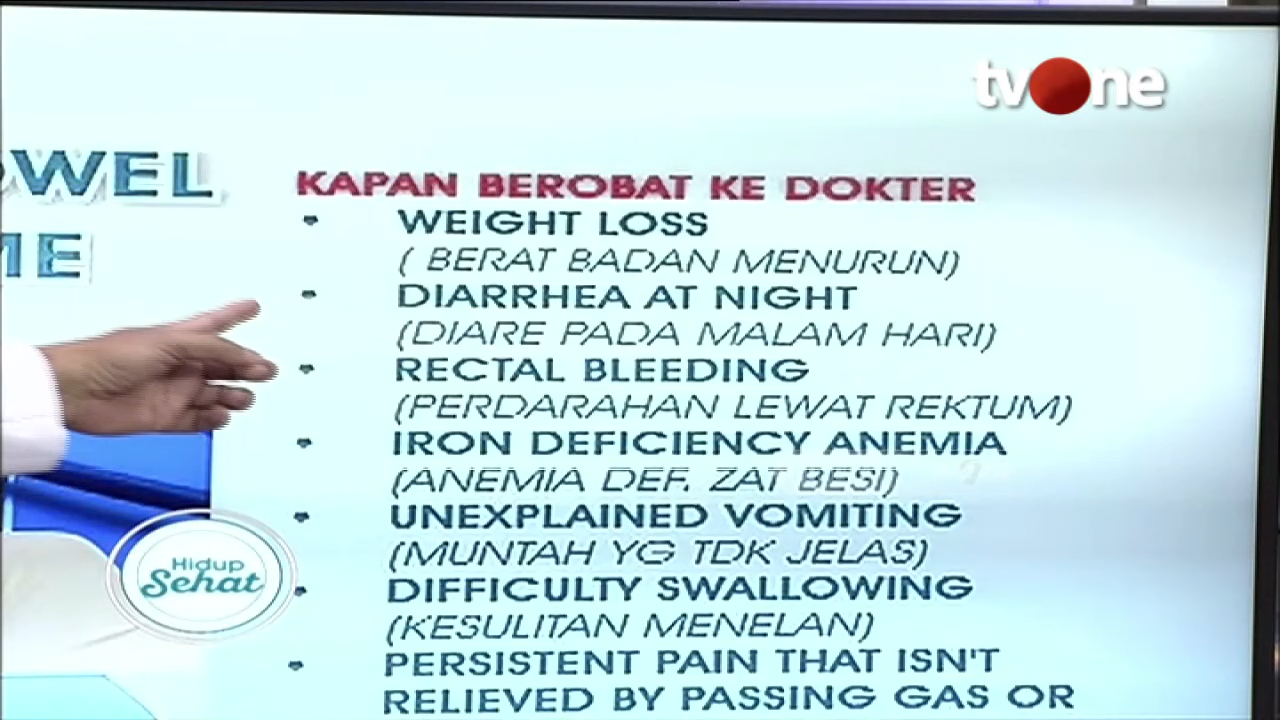 tvOne
OWEL
ME
KAPAN BEROBAT KE DOKTER
• WEIGHT LOSS
( BERAT BADAN MENURUN)
• DIARRHEA AT NIGHT
(DIARE PADA MALAM HARI)
• RECTAL BLEEDING
(PERDARAHAN LEWAT REKTUM)
• IRON DEFICIENCY ANEMIA
(ANEMIA DEF. ZAT BESI)
• UNEXPLAINED VOMITING
(MUNTAH YG TDK JELAS)
• DIFFICULTY SWALLOWING
(KESULITAN MENELAN)
• PERSISTENT PAIN THAT ISN'T
RELIEVED BY PASSING GAS OR
Hidup
Sehat